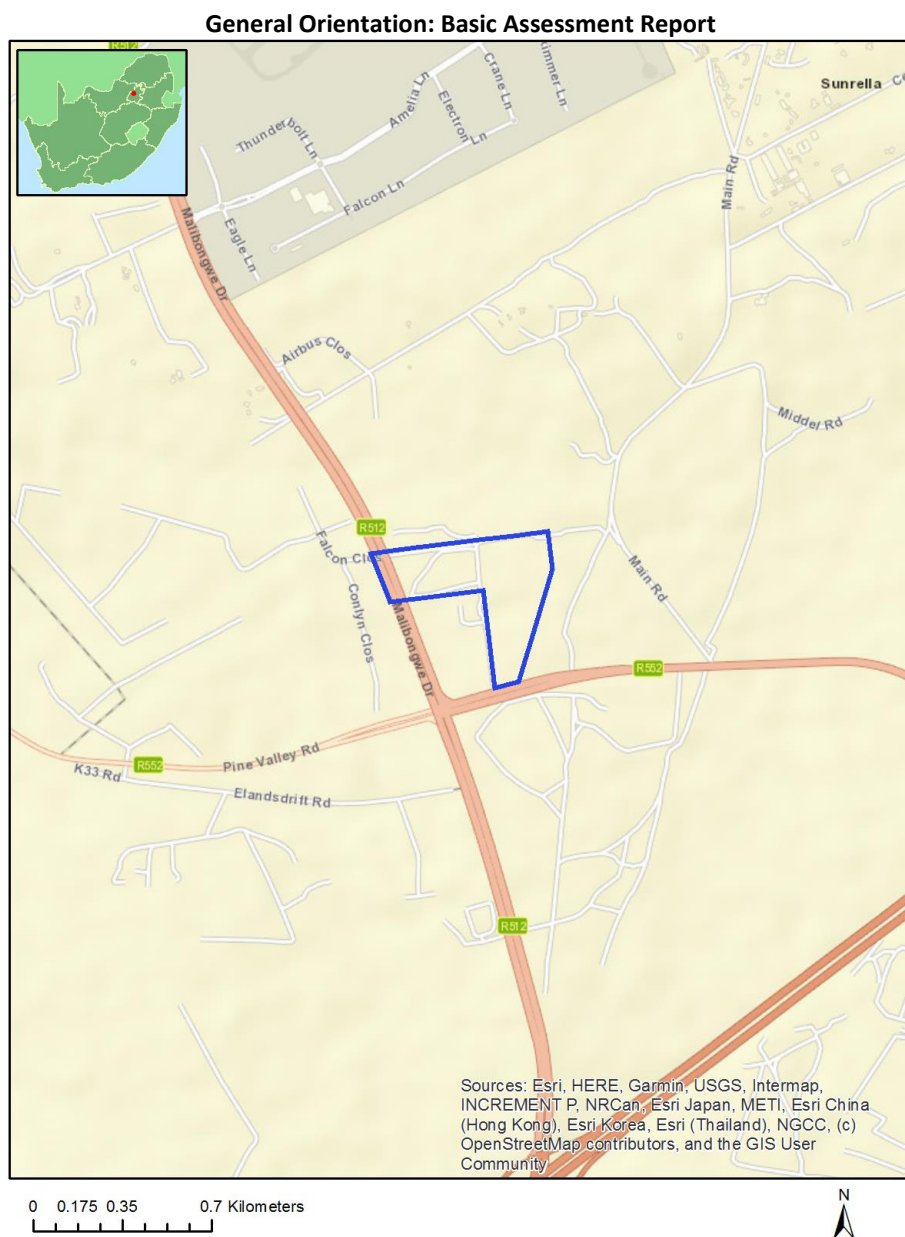 General Orientation: Basic Assessment Report
R512
Sunrella
Crane Ln
Amelia Ln
Electron Ln
Thunderbolt Ln
Falcon Ln
Eagle Ln
Main Rd
Malibongwe Dr
Airbus Clos
Middel Rd
R512
Falcon Clos
Conlyn Clos
Malibongwe Dr
Main Rd
R552
Pine Valley Rd
R552
K33 Rd
Elandsdrift Rd
R512
Sources: Esri, HERE, Garmin, USGS, Intermap,
INCREMENT P, NRCan, Esri Japan, METI, Esri China
(Hong Kong), Esri Korea, Esri (Thailand), NGCC, (c)
OpenStreetMap contributors, and the GIS User
Community
0 0.175 0.35 0.7 Kilometers
N